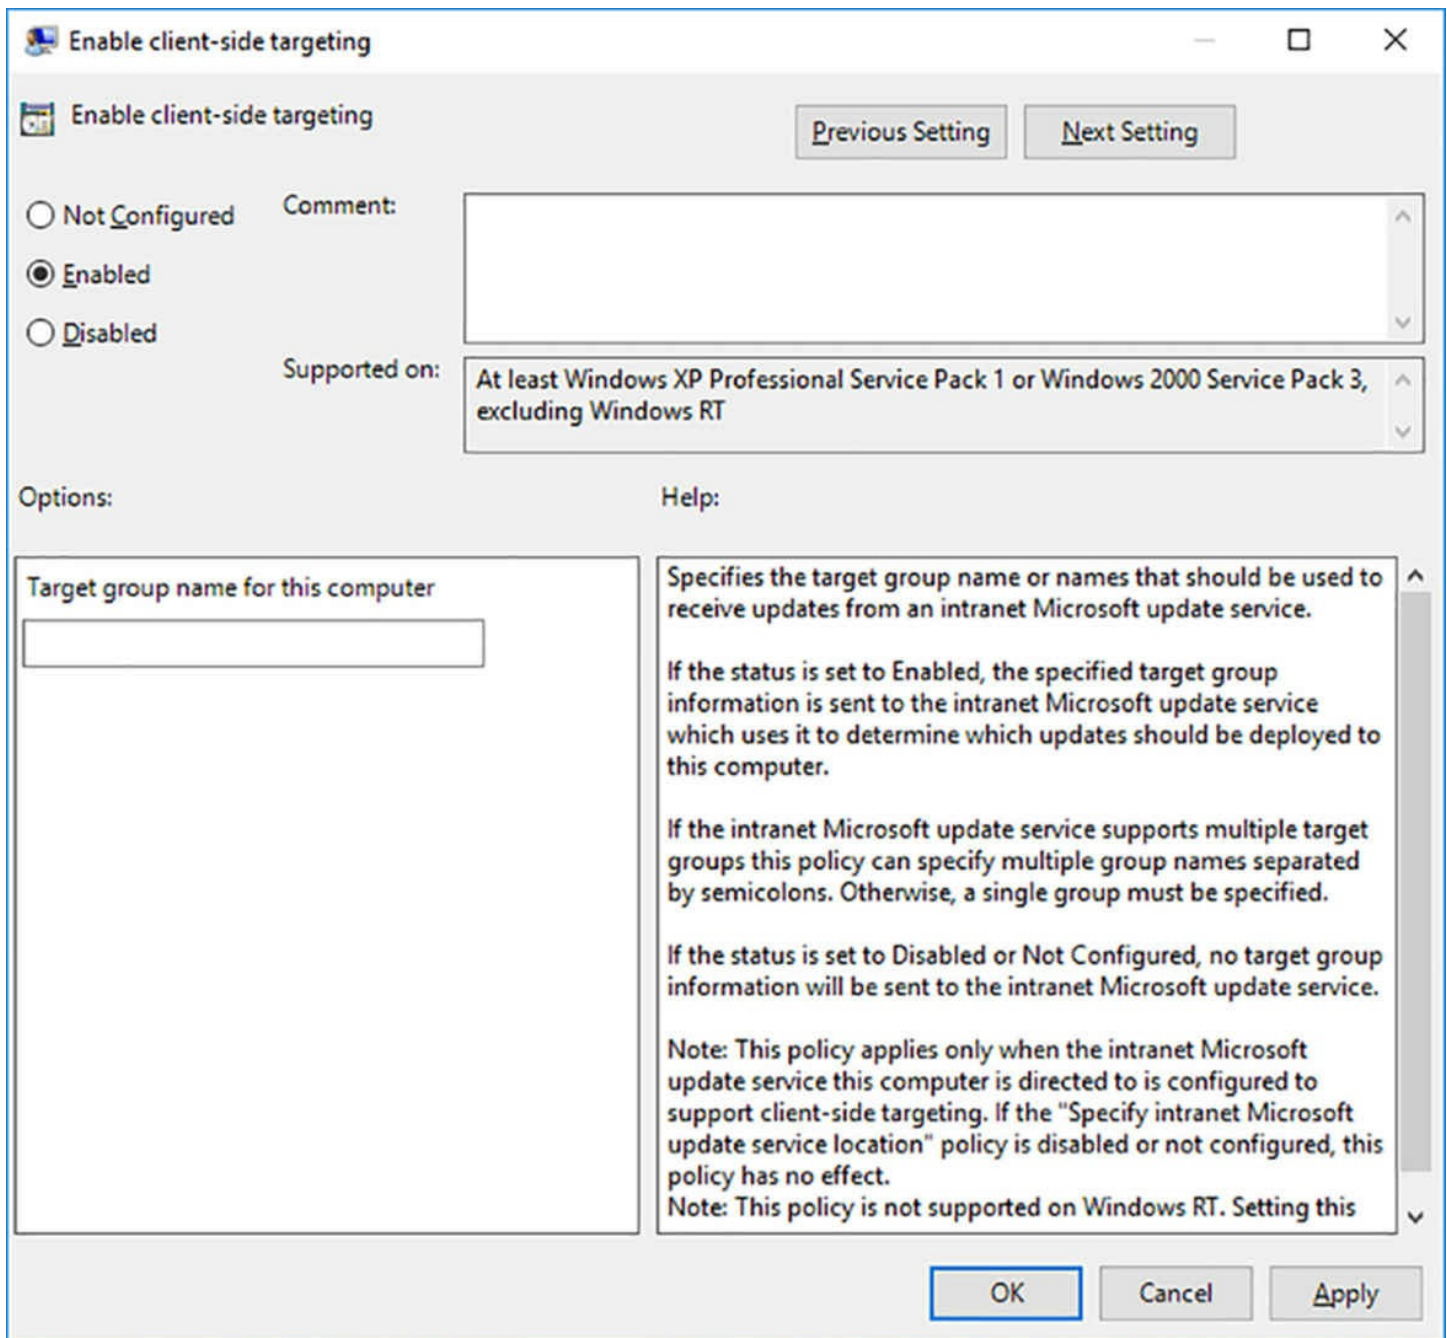 Enable client-side targeting
Enable client-side targeting
Previous Setting
Next Setting
Not Configured
Comment:
Enabled
Disabled
Supported on:
At least Windows XP Professional Service Pack 1 or Windows 2000 Service Pack 3,
excluding Windows RT
Options:
Help:
Target group name for this computer
Specifies the target group name or names that should be used to
receive updates from an intranet Microsoft update service.
If the status is set to Enabled, the specified target group
information is sent to the intranet Microsoft update service
which uses it to determine which updates should be deployed to
this computer.
If the intranet Microsoft update service supports multiple target
groups this policy can specify multiple group names separated
by semicolons. Otherwise, a single group must be specified.
If the status is set to Disabled or Not Configured, no target group
information will be sent to the intranet Microsoft update service.
Note: This policy applies only when the intranet Microsoft
update service this computer is directed to is configured to
support client-side targeting. If the "Specify intranet Microsoft
update service location" policy is disabled or not configured, this
policy has no effect.
Note: This policy is not supported on Windows RT. Setting this
OK
Cancel
Apply